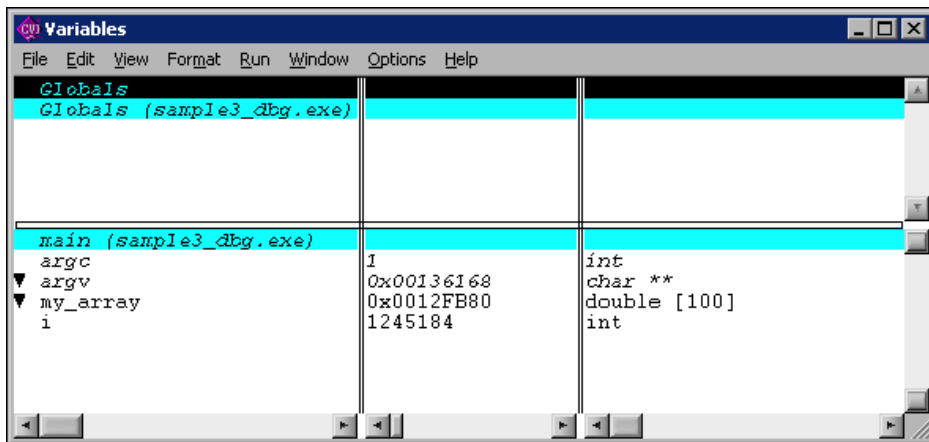 CVI Variables
File Edit View Format Run Window Options Help
Globals
Globals (sample3_dbg.exe)
main (sample3_dbg.exe)
argc 1 int
argv 0x00136168 char **
my_array 0x0012FB80 double [100]
i 1245184 int